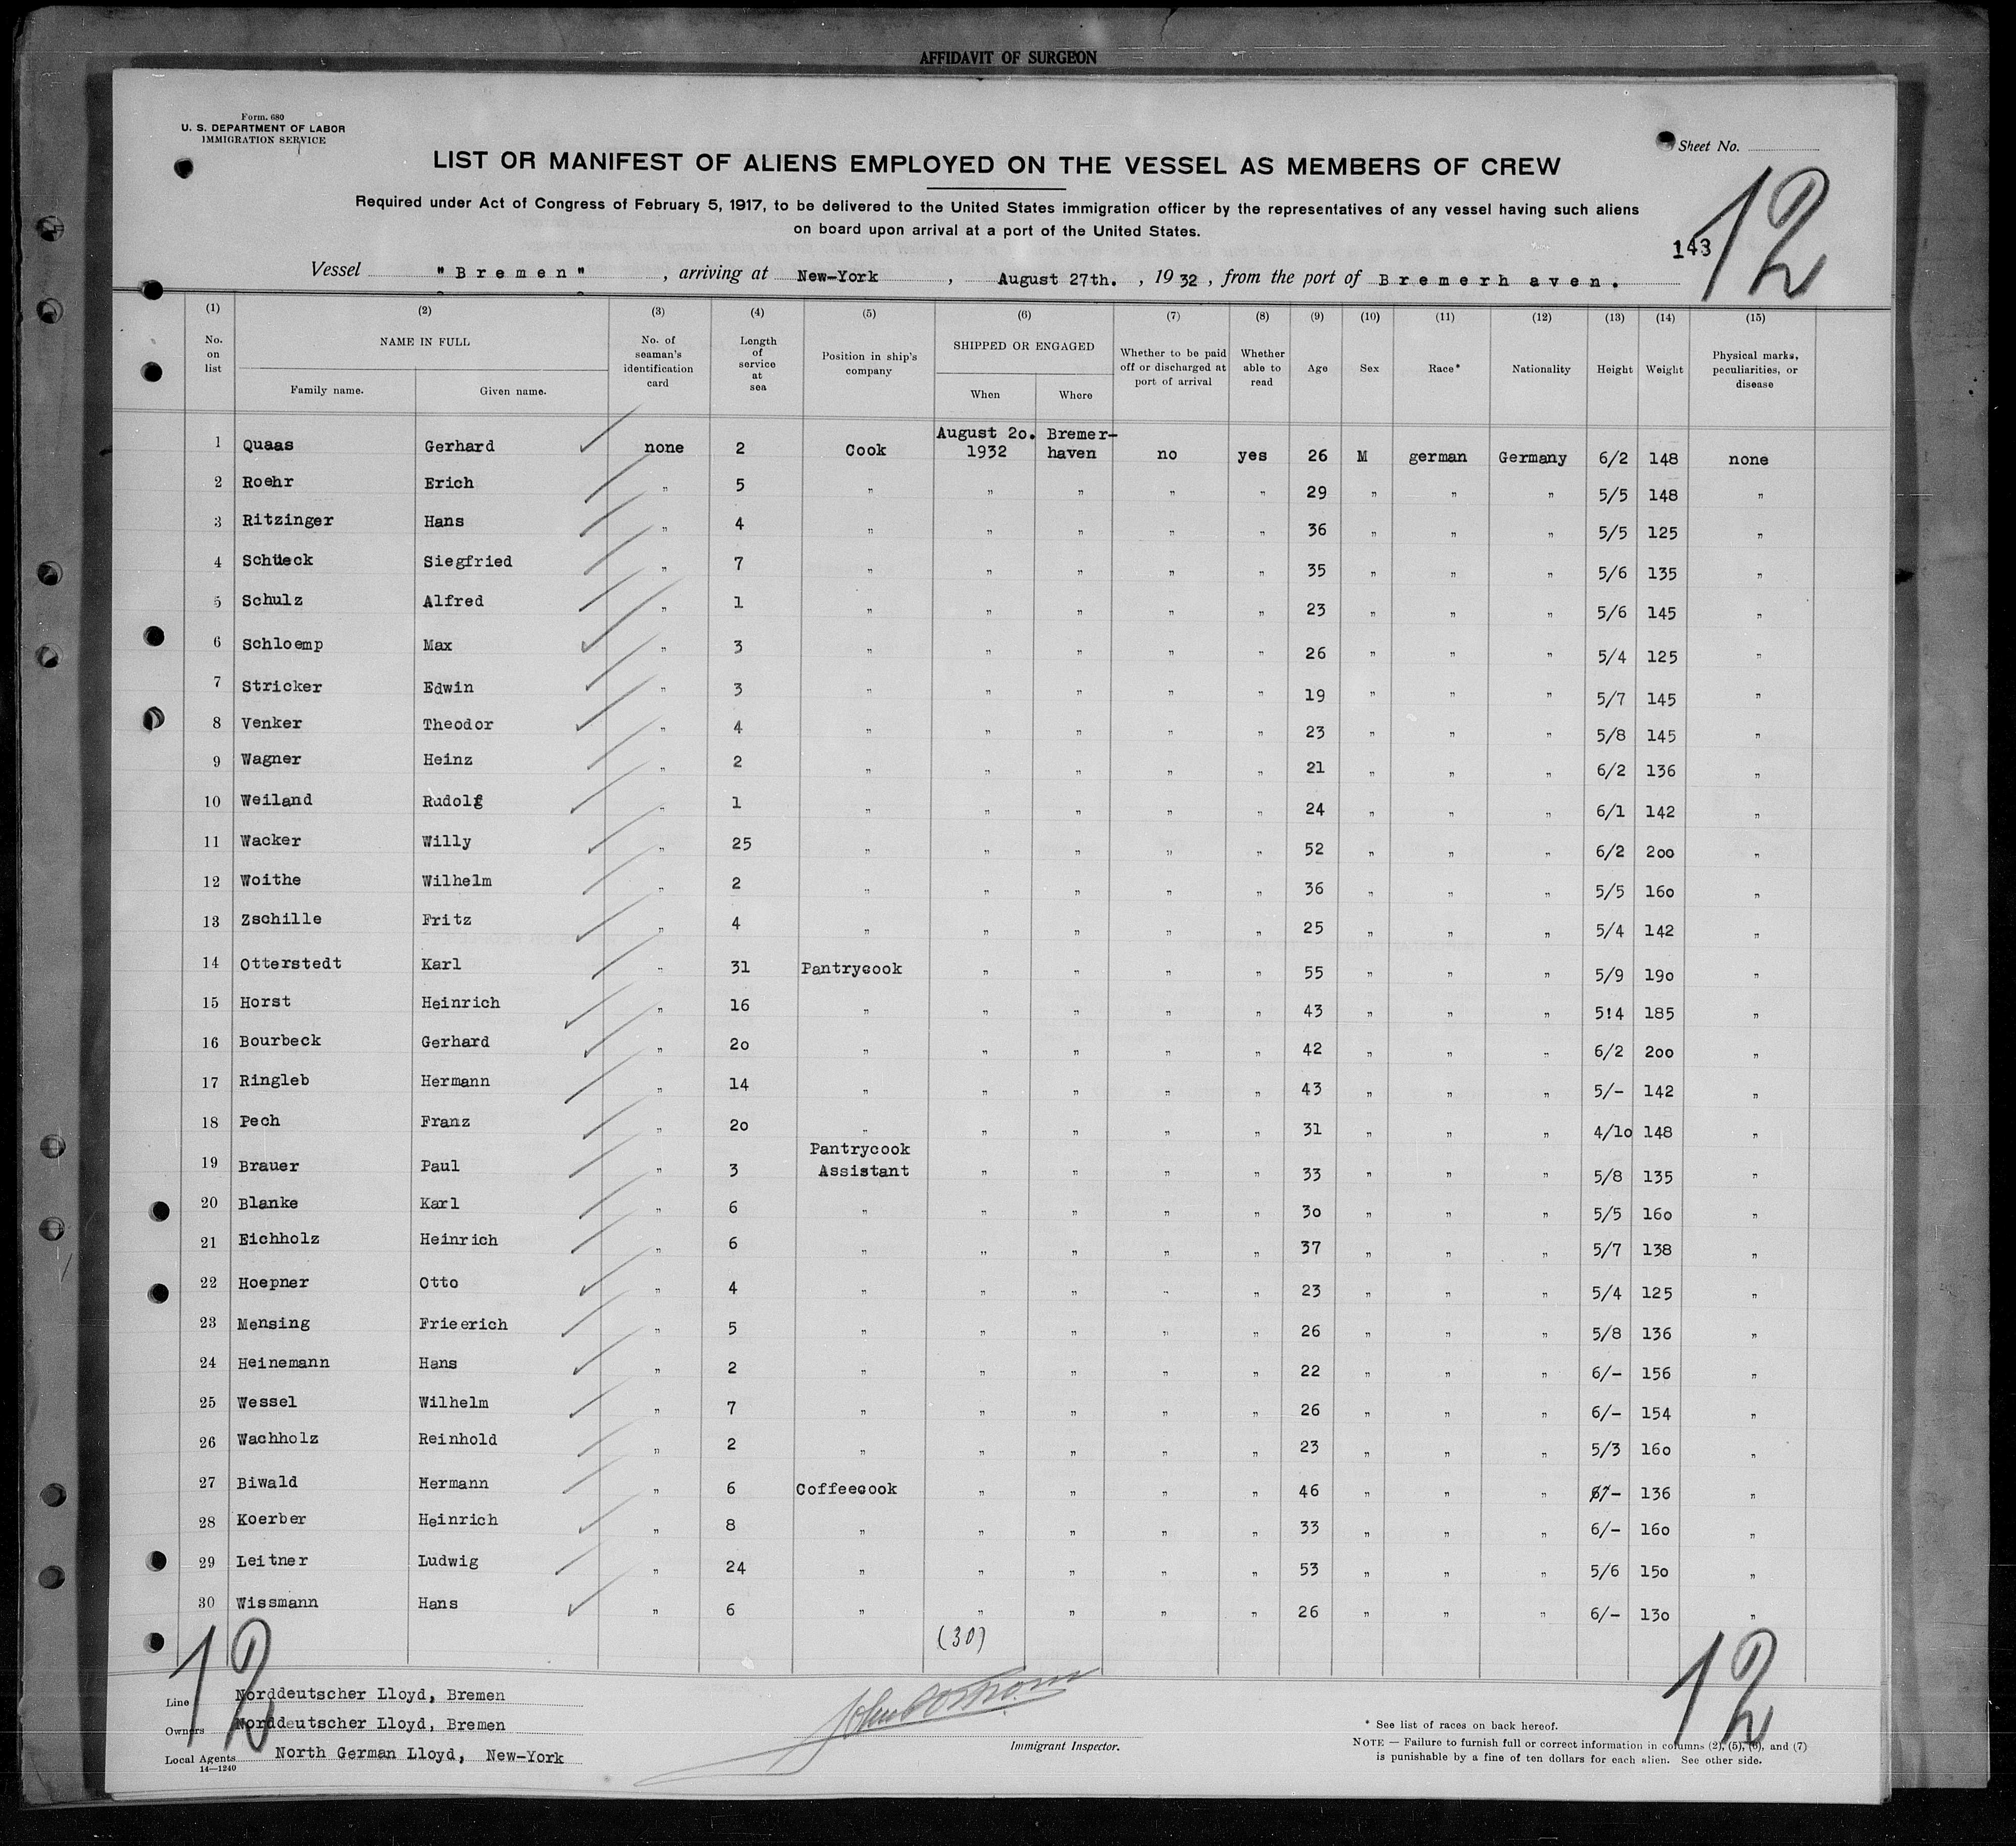 AFFIDAVIT OF SURGEON
Form. 680
U. S. DEPARTMENT OF LABOR
IMMIGRATION SERVICE
Sheet No.
12
LIST OR MANIFEST OF ALIENS EMPLOYED ON THE VESSEL AS MEMBERS OF CREW
Required under Act of Congress of February 5, 1917, to be delivered to the United States immigration officer by the representatives of any vessel having such aliens
on board upon arrival at a port of the United States.
143
Vessel "Bremen", arriving at New-York, August 27th., 1932, from the port of Bremerhaven.
(1) (2) (3) (4) (5) (6) (7) (8) (9) (10) (11) (12) (13) (14) (15)
No. on list NAME IN FULL Family name. Given name. No. of seaman's identification card Length of service at sea Position in ship's company SHIPPED OR ENGAGED When Where Whether to be paid off or discharged at port of arrival Whether able to read Age Sex Race* Nationality Height Weight Physical marks, peculiarities, or disease
1 Quaas Gerhard none 2 Cook August 20. 1932 Bremer-haven no yes 26 M german Germany 6/2 148 none
2 Roehr Erich " 5 " " " " " 29 " " " 5/5 148 "
3 Ritzinger Hans " 4 " " " " " 36 " " " 5/5 125 "
4 Schüeck Siegfried " 7 " " " " " 35 " " " 5/6 135 "
5 Schulz Alfred " 1 " " " " " 23 " " " 5/6 145 "
6 Schloemp Max " 3 " " " " " 26 " " " 5/4 125 "
7 Stricker Edwin " 3 " " " " " 19 " " " 5/7 145 "
8 Venker Theodor " 4 " " " " " 23 " " " 5/8 145 "
9 Wagner Heinz " 2 " " " " " 21 " " " 6/2 136 "
10 Weiland Rudolf " 1 " " " " " 24 " " " 6/1 142 "
11 Wacker Willy " 25 " " " " " 52 " " " 6/2 200 "
12 Woithe Wilhelm " 2 " " " " " 36 " " " 5/5 160 "
13 Zschille Fritz " 4 " " " " " 25 " " " 5/4 142 "
14 Otterstedt Karl " 31 Pantrycook " " " " 55 " " " 5/9 190 "
15 Horst Heinrich " 16 " " " " " 43 " " " 5!4 185 "
16 Bourbeck Gerhard " 20 " " " " " 42 " " " 6/2 200 "
17 Ringleb Hermann " 14 " " " " " 43 " " " 5/- 142 "
18 Pech Franz " 20 " " " " " 31 " " " 4/10 148 "
19 Brauer Paul " 3 Pantrycook Assistant " " " " 33 " " " 5/8 135 "
20 Blanke Karl " 6 " " " " " 30 " " " 5/5 160 "
21 Eichholz Heinrich " 6 " " " " " 37 " " " 5/7 138 "
22 Hoepner Otto " 4 " " " " " 23 " " " 5/4 125 "
23 Mensing Frieerich " 5 " " " " " 26 " " " 5/8 136 "
24 Heinemann Hans " 2 " " " " " 22 " " " 6/- 156 "
25 Wessel Wilhelm " 7 " " " " " 26 " " " 6/- 154 "
26 Wachholz Reinhold " 2 " " " " " 23 " " " 5/3 160 "
27 Biwald Hermann " 6 Coffeecook " " " " 46 " " " 136 "
28 Koerber Heinrich " 8 " " " " " 33 " " " 6/- 160 "
29 Leitner Ludwig " 24 " " " " " 53 " " " 5/6 150 "
30 Wissmann Hans " 6 " " " " " 26 " " " 6/- 130 "
(30)
12
12
Line Norddeutscher Lloyd, Bremen
Owners Norddeutscher Lloyd, Bremen
Local Agents North German Lloyd, New-York
14—1240
Immigrant Inspector.
* See list of races on back hereof.
NOTE — Failure to furnish full or correct information in columns (2), (5), (6), and (7)
is punishable by a fine of ten dollars for each alien. See other side.